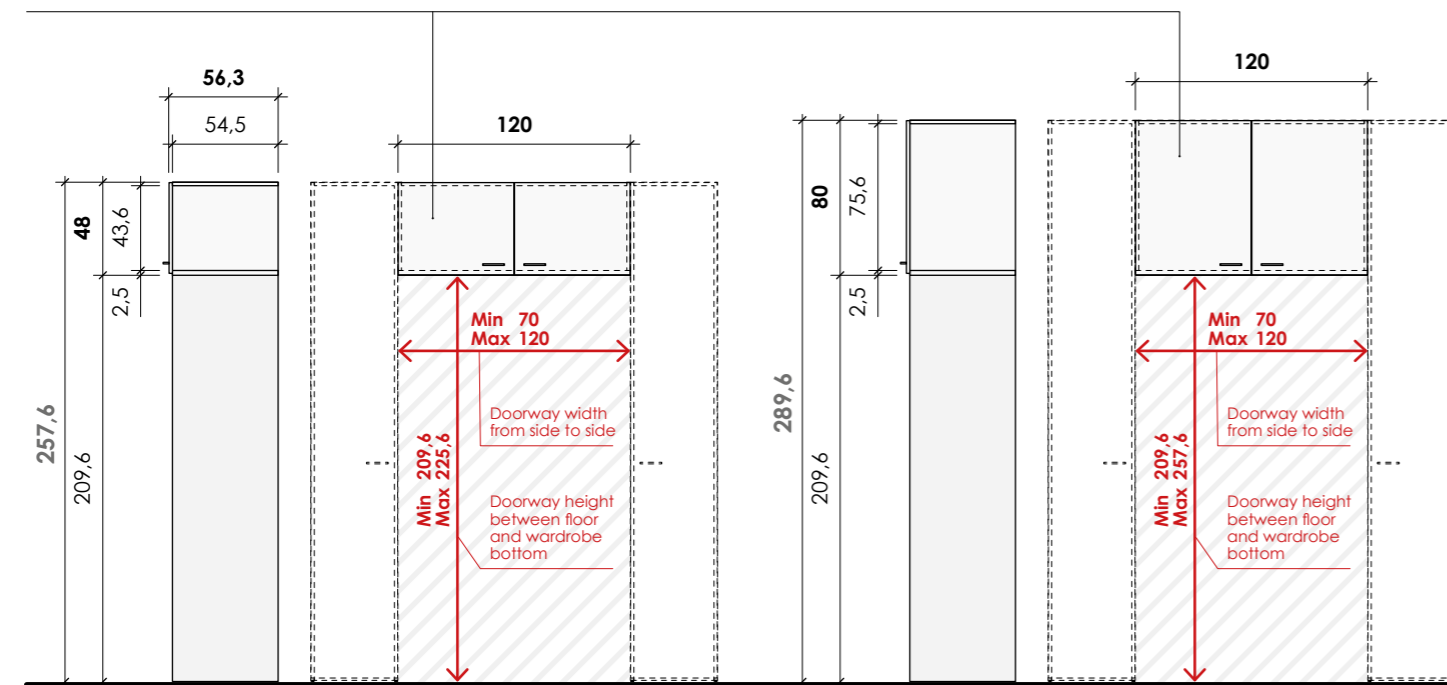 56,3
54,5
120
48
43,6
2,5
257,6
209,6
Min 70
Max 120
Doorway width
from side to side
Min 209,6
Max 225,6
Doorway height
between floor
and wardrobe
bottom
120
80
75,6
2,5
289,6
209,6
Min 70
Max 120
Doorway width
from side to side
Min 209,6
Max 257,6
Doorway height
between floor
and wardrobe
bottom